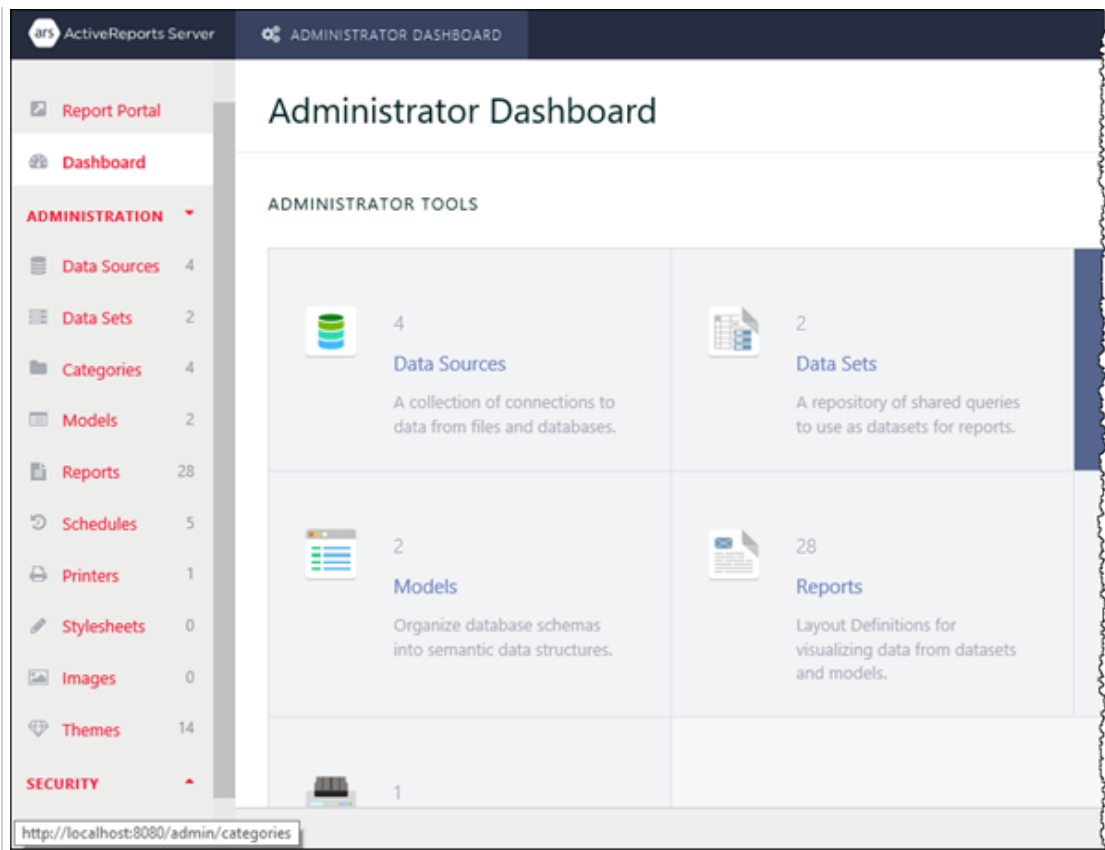 ars ActiveReports Server
ADMINISTRATOR DASHBOARD
Report Portal
Dashboard
ADMINISTRATION
Data Sources 4
Data Sets 2
Categories 4
Models 2
Reports 28
Schedules 5
Printers 1
Stylesheets 0
Images 0
Themes 14
SECURITY
http://localhost:8080/admin/categories
Administrator Dashboard
ADMINISTRATOR TOOLS
4
Data Sources
A collection of connections to
data from files and databases.
2
Data Sets
A repository of shared queries
to use as datasets for reports.
2
Models
Organize database schemas
into semantic data structures.
28
Reports
Layout Definitions for
visualizing data from datasets
and models.
1